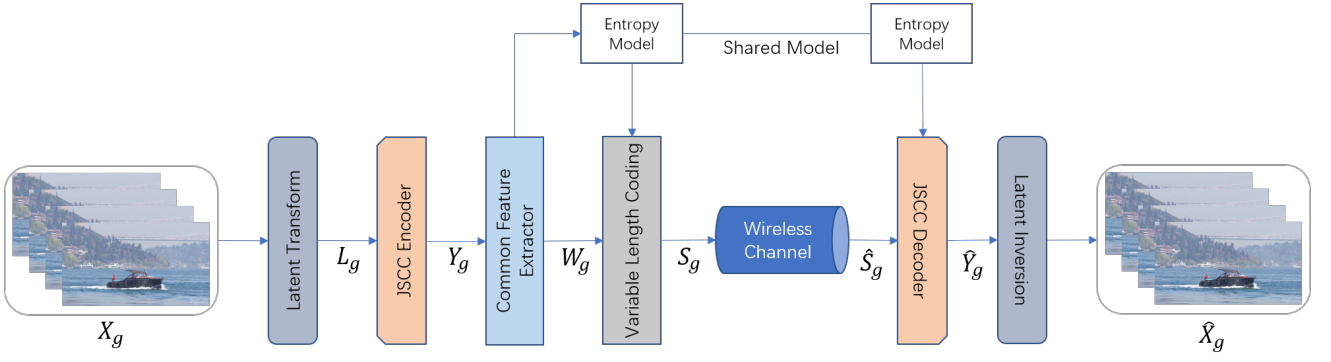 Entropy
Model
Shared Model
Entropy
Model
Latent Transform
JSCC Encoder
Common Feature
Extractor
Variable Length Coding
Wireless
Channel
JSCC Decoder
Latent Inversion
L_g
Y_g
W_g
S_g
Ŝ_g
Ŷ_g
X_g
X̂_g